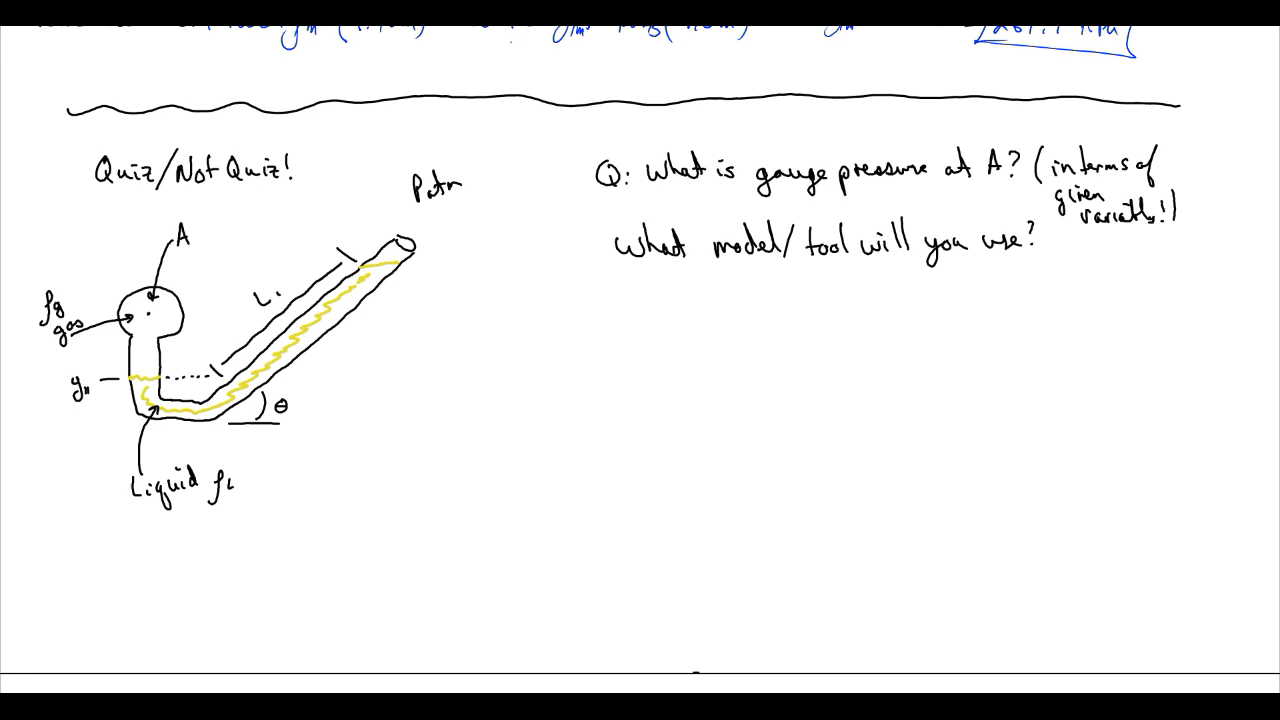 Quiz/Not Quiz!
Q: What is gauge pressure at A? (in terms of
given
variables!)
What model/tool will you use?
Patm
A
ρg
gas
L
θ
Liquid ρL